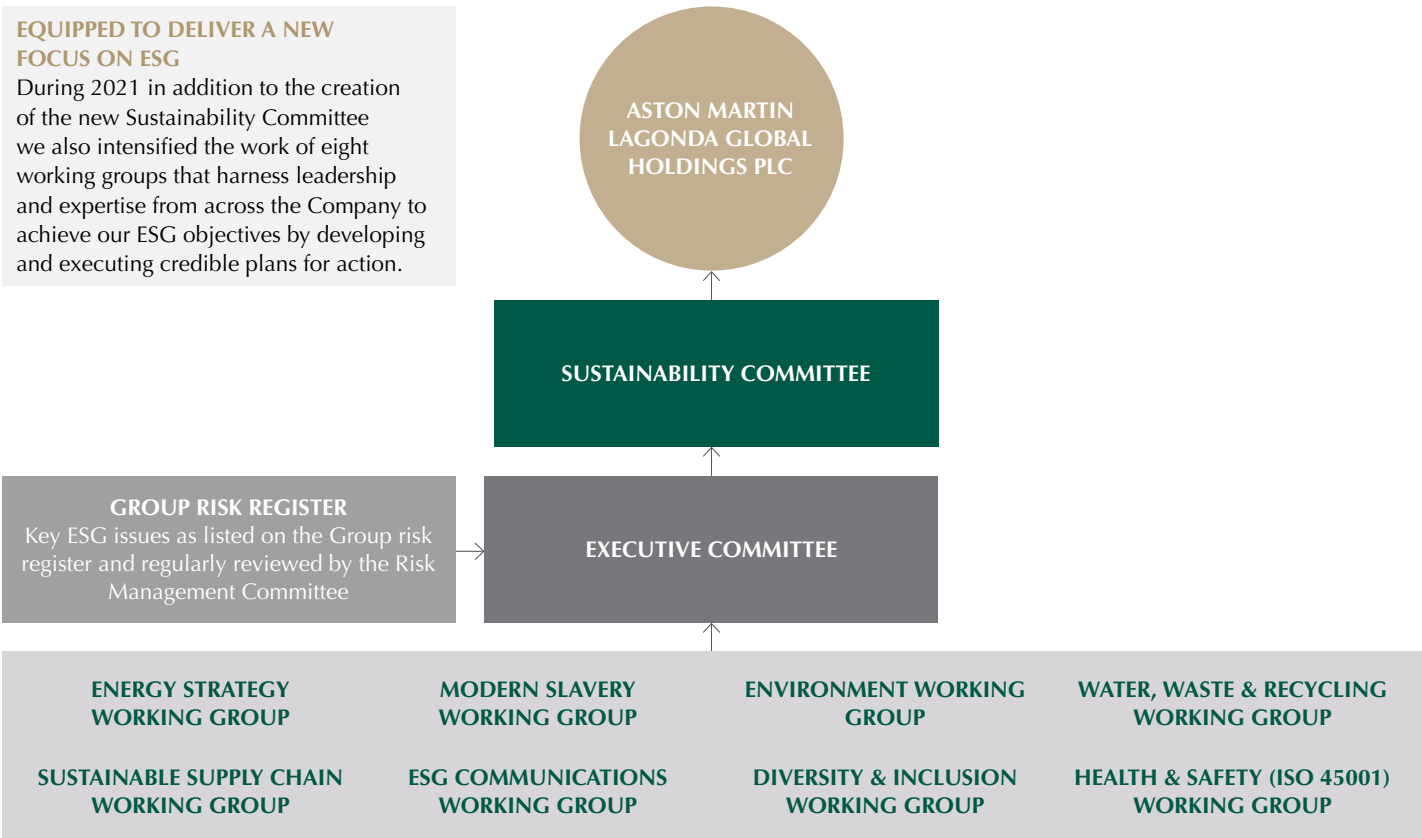 EQUIPPED TO DELIVER A NEW
FOCUS ON ESG
During 2021 in addition to the creation
of the new Sustainability Committee
we also intensified the work of eight
working groups that harness leadership
and expertise from across the Company to
achieve our ESG objectives by developing
and executing credible plans for action.
ASTON MARTIN
LAGONDA GLOBAL
HOLDINGS PLC
SUSTAINABILITY COMMITTEE
GROUP RISK REGISTER
Key ESG issues as listed on the Group risk
register and regularly reviewed by the Risk
Management Committee
EXECUTIVE COMMITTEE
ENERGY STRATEGY
WORKING GROUP
MODERN SLAVERY
WORKING GROUP
ENVIRONMENT WORKING
GROUP
WATER, WASTE & RECYCLING
WORKING GROUP
SUSTAINABLE SUPPLY CHAIN
WORKING GROUP
ESG COMMUNICATIONS
WORKING GROUP
DIVERSITY & INCLUSION
WORKING GROUP
HEALTH & SAFETY (ISO 45001)
WORKING GROUP